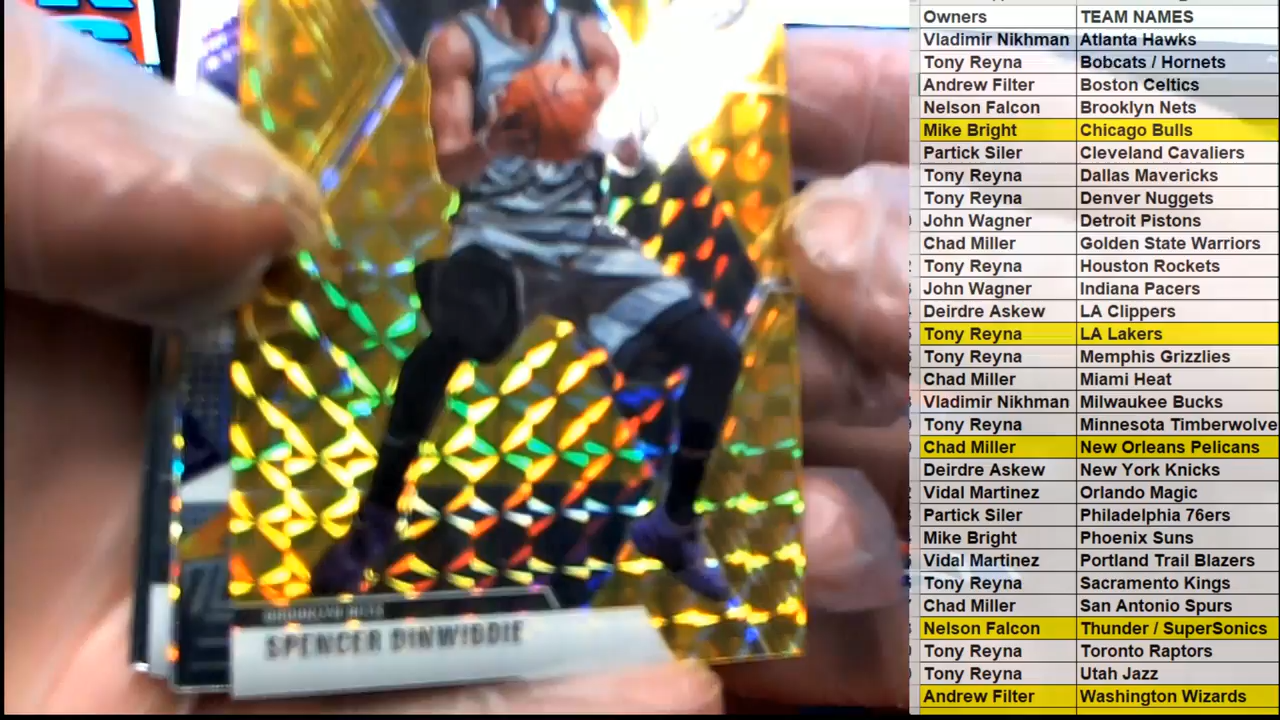 Owners TEAM NAMES
Vladimir Nikhman Atlanta Hawks
Tony Reyna Bobcats / Hornets
Andrew Filter Boston Celtics
Nelson Falcon Brooklyn Nets
Mike Bright Chicago Bulls
Partick Siler Cleveland Cavaliers
Tony Reyna Dallas Mavericks
Tony Reyna Denver Nuggets
John Wagner Detroit Pistons
Chad Miller Golden State Warriors
Tony Reyna Houston Rockets
John Wagner Indiana Pacers
Deirdre Askew LA Clippers
Tony Reyna LA Lakers
Tony Reyna Memphis Grizzlies
Chad Miller Miami Heat
Vladimir Nikhman Milwaukee Bucks
Tony Reyna Minnesota Timberwolve
Chad Miller New Orleans Pelicans
Deirdre Askew New York Knicks
Vidal Martinez Orlando Magic
Partick Siler Philadelphia 76ers
Mike Bright Phoenix Suns
Vidal Martinez Portland Trail Blazers
Tony Reyna Sacramento Kings
Chad Miller San Antonio Spurs
Nelson Falcon Thunder / SuperSonics
Tony Reyna Toronto Raptors
Tony Reyna Utah Jazz
Andrew Filter Washington Wizards
BROOKLYN NETS
SPENCER DINWIDDIE